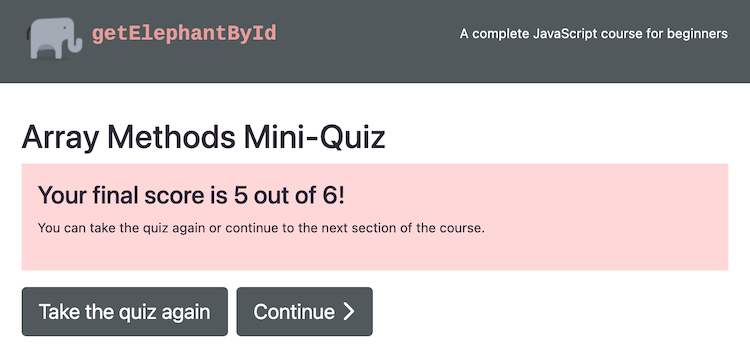 getElephantById
A complete JavaScript course for beginners
Array Methods Mini-Quiz
Your final score is 5 out of 6!
You can take the quiz again or continue to the next section of the course.
Take the quiz again
Continue